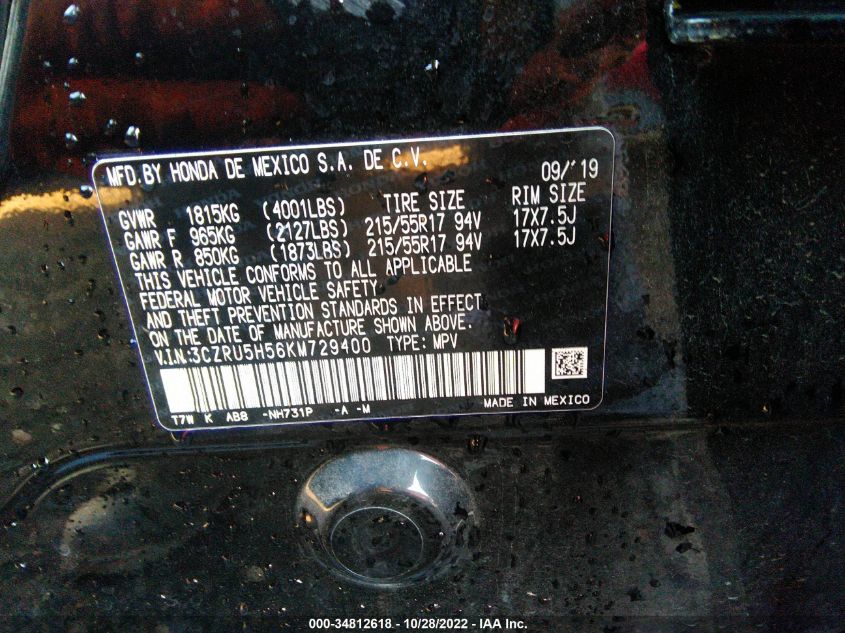 MFD.BY HONDA DE MEXICO S.A. DE C.V. 09/'19
GVWR 1815KG (4001LBS) TIRE SIZE RIM SIZE
GAWR F 965KG (2127LBS) 215/55R17 94V 17X7.5J
GAWR R 850KG (1873LBS) 215/55R17 94V 17X7.5J
THIS VEHICLE CONFORMS TO ALL APPLICABLE
FEDERAL MOTOR VEHICLE SAFETY
AND THEFT PREVENTION STANDARDS IN EFFECT
ON THE DATE OF MANUFACTURE SHOWN ABOVE.
V.I.N:3CZRU5H56KM729400 TYPE: MPV
T7W K AB8 -NH731P -A -M MADE IN MEXICO
000-34812618 - 10/28/2022 - IAA Inc.